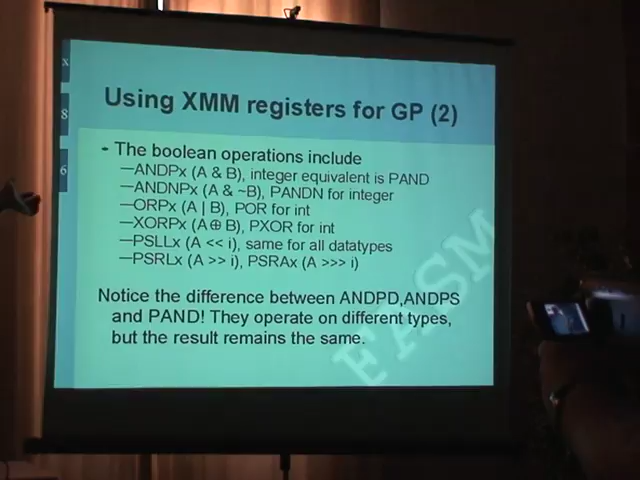 x
8
6
Using XMM registers for GP (2)
- The boolean operations include
—ANDPx (A & B), integer equivalent is PAND
—ANDNPx (A & ~B), PANDN for integer
—ORPx (A | B), POR for int
—XORPx (A⊕ B), PXOR for int
—PSLLx (A << i), same for all datatypes
—PSRLx (A >> i), PSRAx (A >>> i)
Notice the difference between ANDPD,ANDPS
and PAND! They operate on different types,
but the result remains the same.
FASM